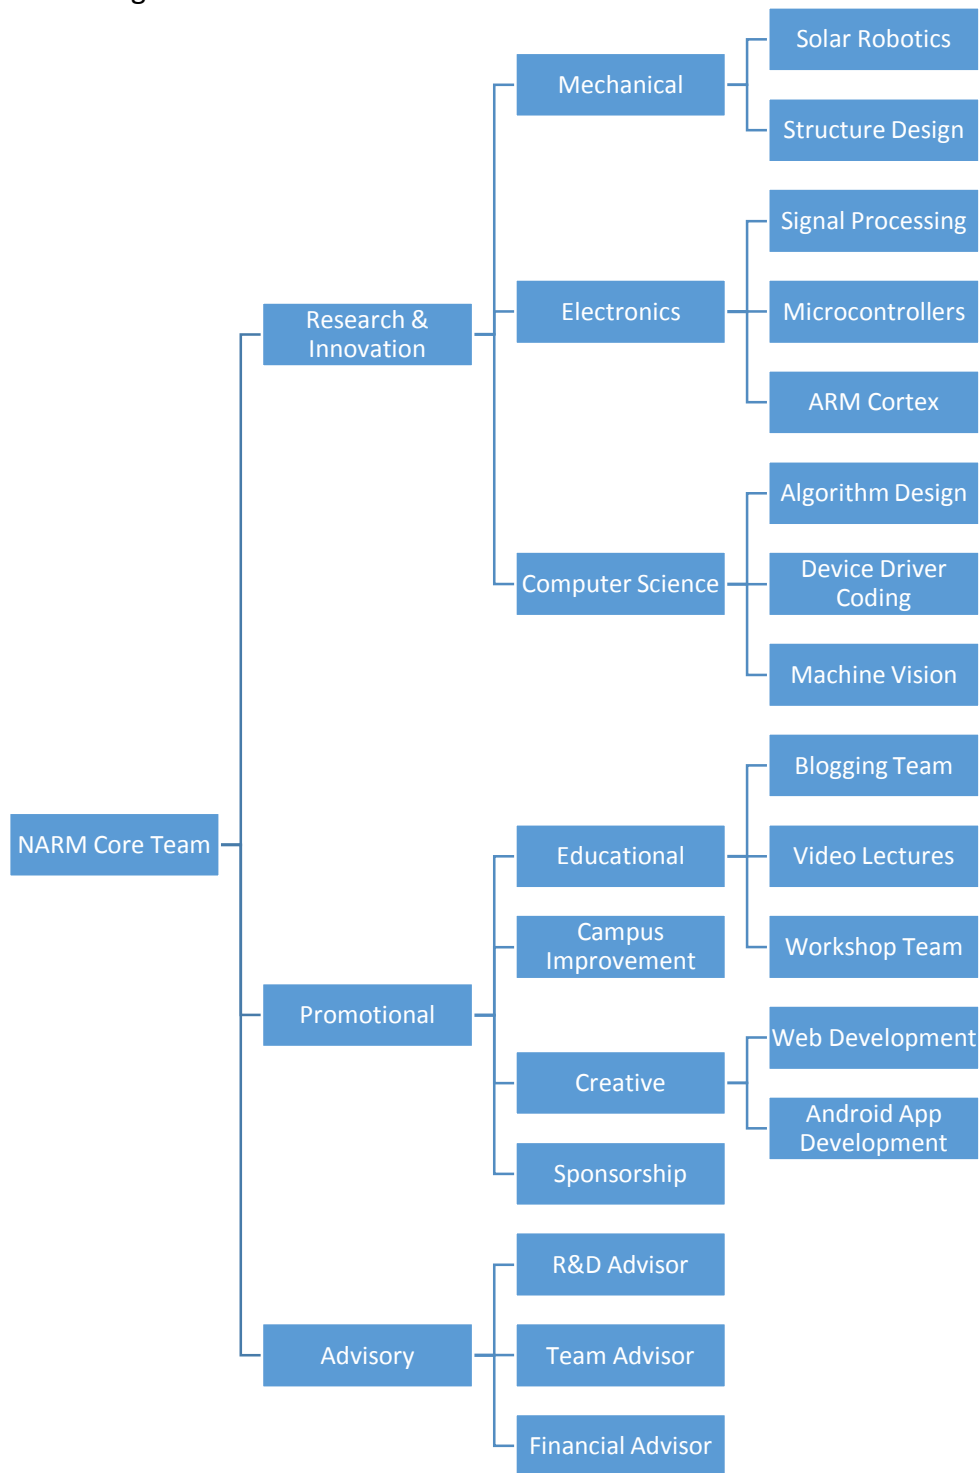 Solar Robotics
Mechanical
Structure Design
Signal Processing
Research &
Innovation
Electronics
Microcontrollers
ARM Cortex
Algorithm Design
Computer Science
Device Driver
Coding
Machine Vision
Blogging Team
NARM Core Team
Educational
Video Lectures
Campus
Improvement
Workshop Team
Promotional
Web Development
Creative
Android App
Development
Sponsorship
R&D Advisor
Advisory
Team Advisor
Financial Advisor